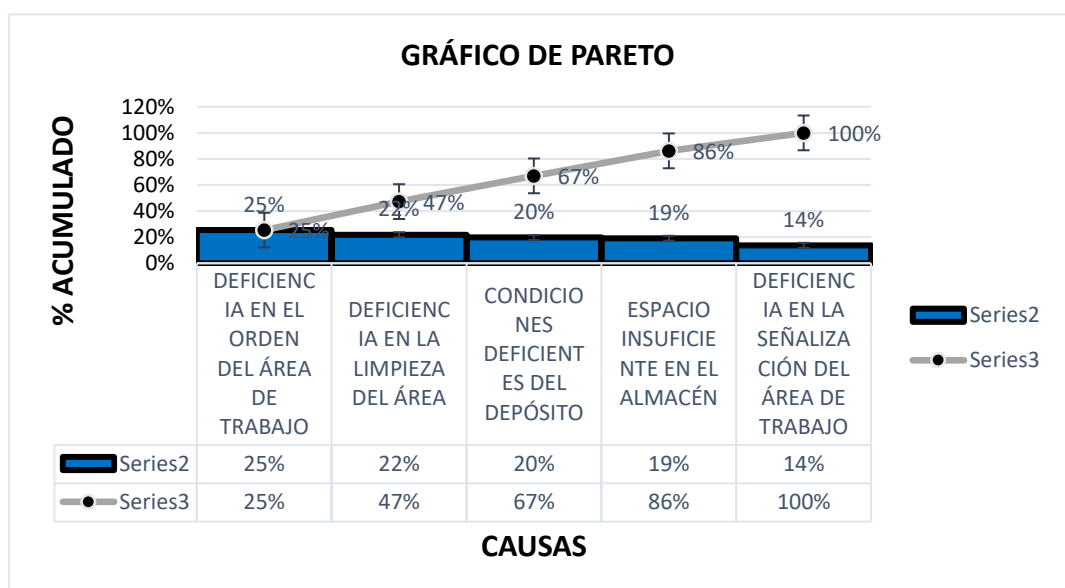 GRÁFICO DE PARETO
% ACUMULADO
120%
100%
80%
60%
40%
20%
0%
25%
22%
20%
19%
14%
25%
47%
67%
86%
100%
DEFICIENC
IA EN EL
ORDEN
DEL ÁREA
DE
TRABAJO
DEFICIENC
IA EN LA
LIMPIEZA
DEL ÁREA
CONDICIO
NES
DEFICIENT
ES DEL
DEPÓSITO
ESPACIO
INSUFICIE
NTE EN EL
ALMACÉN
DEFICIENC
IA EN LA
SEÑALIZA
CIÓN DEL
ÁREA DE
TRABAJO
Series2 25% 22% 20% 19% 14%
Series3 25% 47% 67% 86% 100%
CAUSAS
Series2
Series3